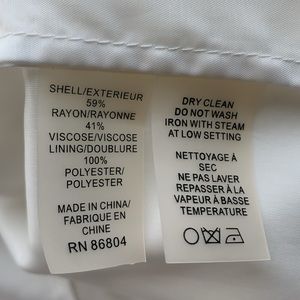 SHELL/EXTERIEUR
59%
RAYON/RAYONNE
41%
VISCOSE/VISCOSE
LINING/DOUBLURE
100%
POLYESTER/
POLYESTER
MADE IN CHINA/
FABRIQUE EN
CHINE
RN 86804
DRY CLEAN
DO NOT WASH
IRON WITH STEAM
AT LOW SETTING
NETTOYAGE À
SEC
NE PAS LAVER
REPASSER À LA
VAPEUR À BASSE
TEMPERATURE